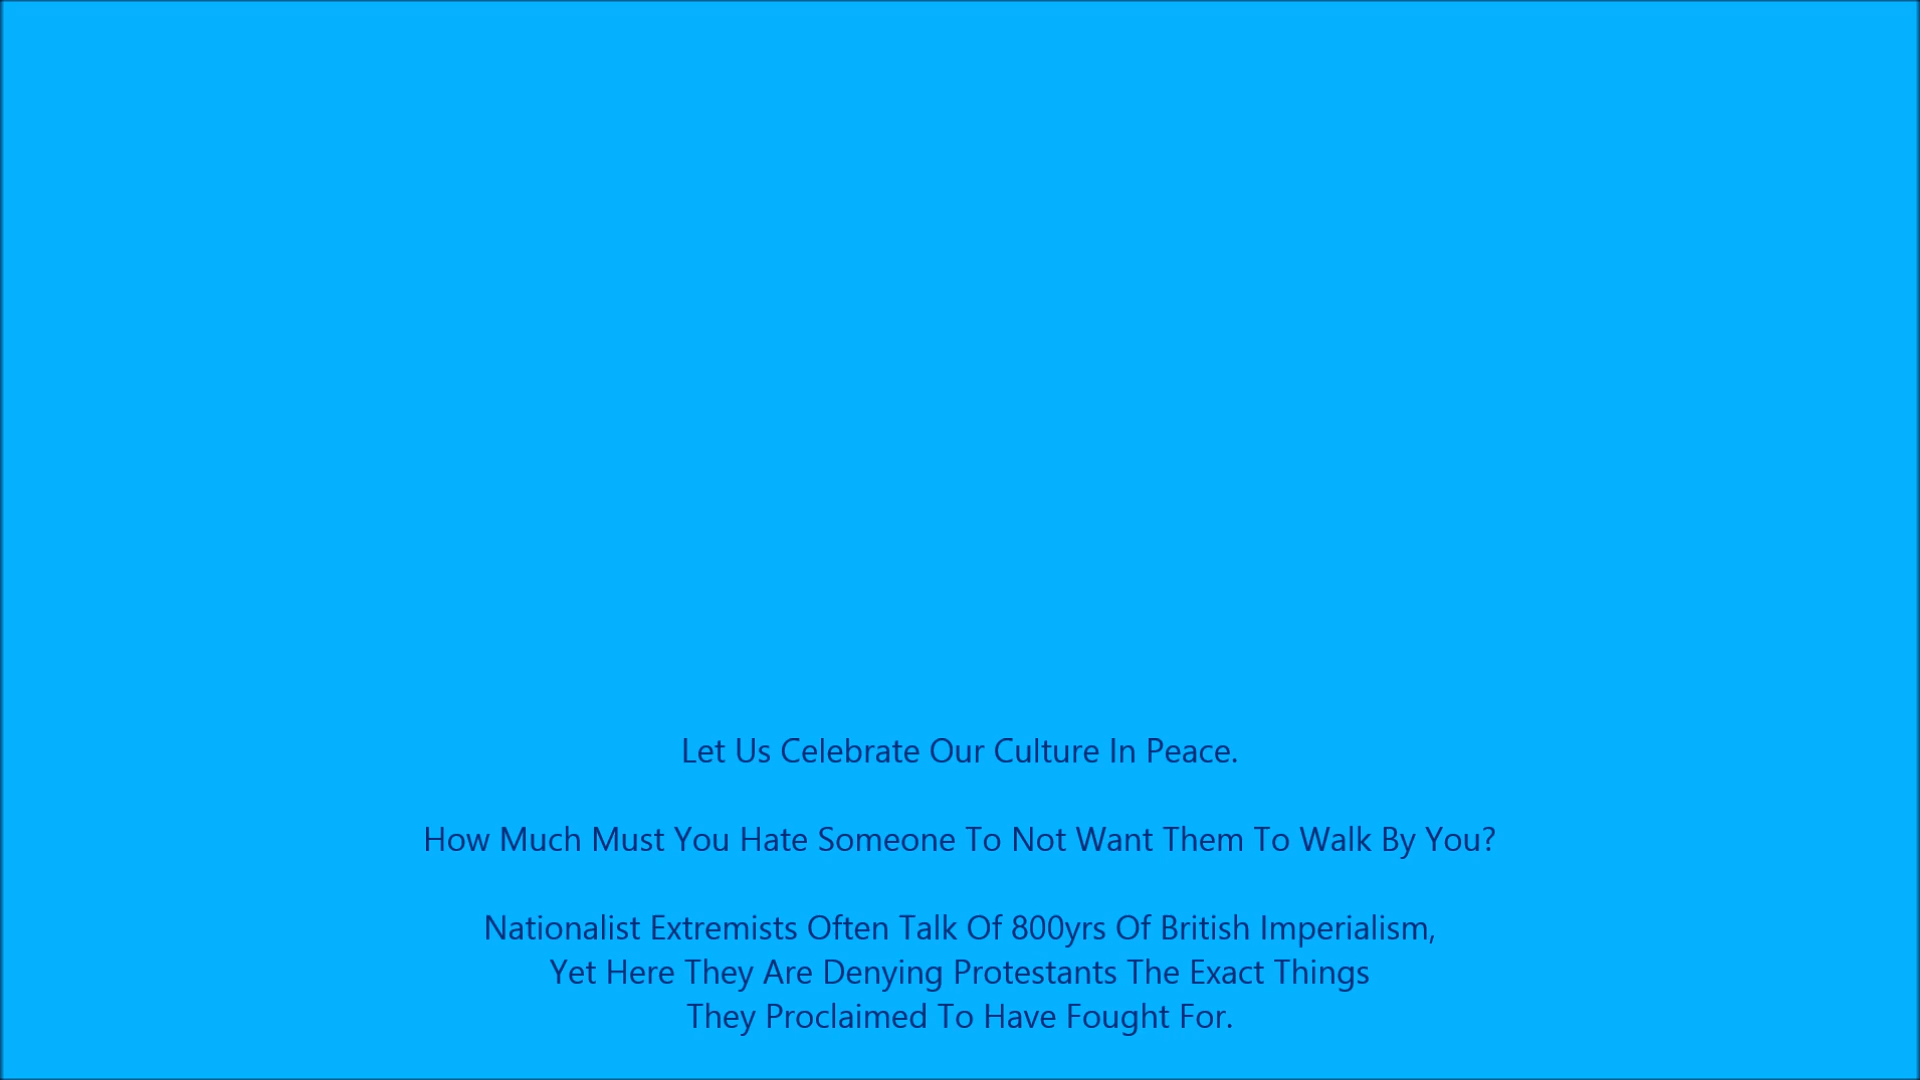 Let Us Celebrate Our Culture In Peace.
How Much Must You Hate Someone To Not Want Them To Walk By You?
Nationalist Extremists Often Talk Of 800yrs Of British Imperialism,
Yet Here They Are Denying Protestants The Exact Things
They Proclaimed To Have Fought For.